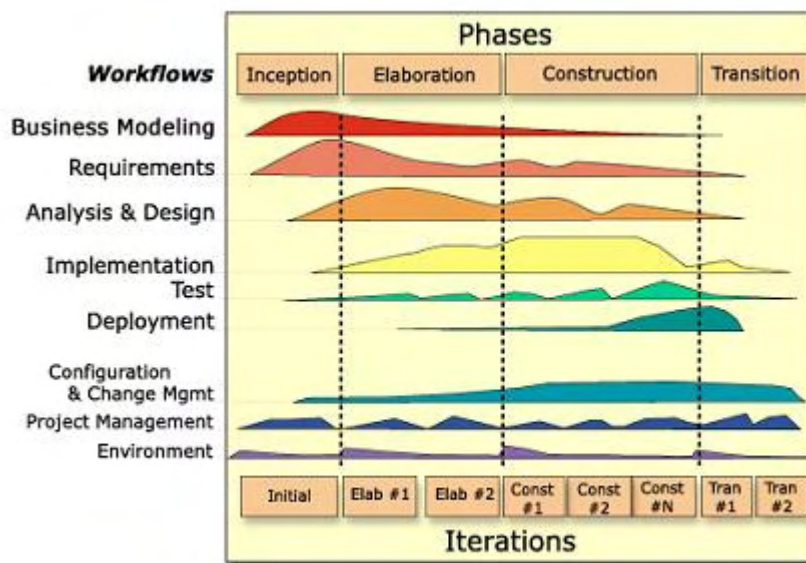 Phases
Workflows
Inception
Elaboration
Construction
Transition
Business Modeling
Requirements
Analysis & Design
Implementation
Test
Deployment
Configuration
& Change Mgmt
Project Management
Environment
Initial
Elab #1
Elab #2
Const
#1
Const
#2
Const
#N
Tran
#1
Tran
#2
Iterations